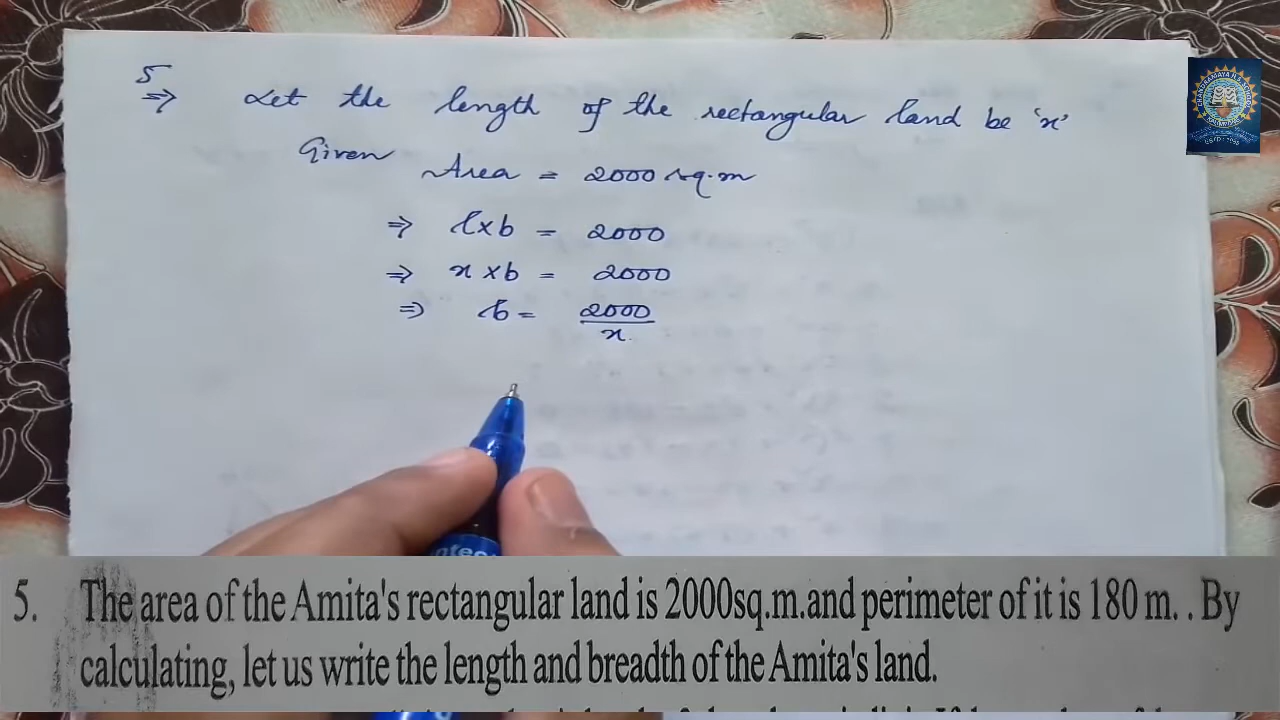 5
⇒ Let the length of the rectangular land be 'x'
Given Area = 2000 sq.m
⇒ l×b = 2000
⇒ x×b = 2000
⇒ b = 2000/x
5. The area of the Amita's rectangular land is 2000sq.m.and perimeter of it is 180 m. . By
calculating, let us write the length and breadth of the Amita's land.